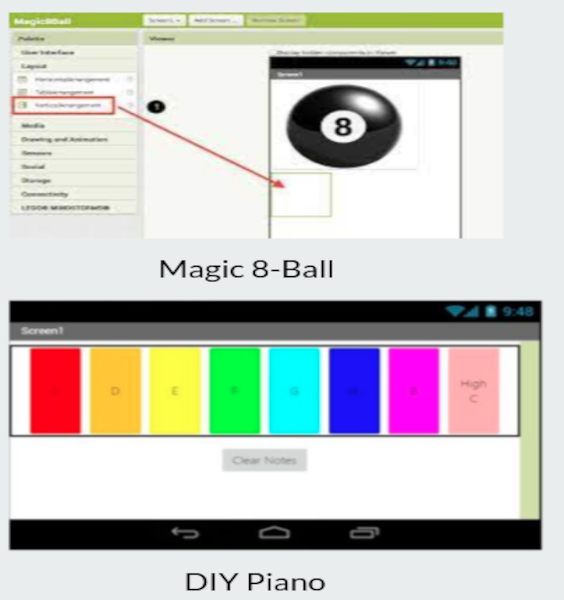 Magic8Ball
Screen1 Add Screen ... Remove Screen
Palette
Viewer
User Interface
Display hidden components in Viewer
Layout
9:48
HorizontalArrangement
Screen1
TableArrangement
VerticalArrangement
1
8
Media
Drawing and Animation
Sensors
Social
Storage
Connectivity
LEGO® MINDSTORMS®
Magic 8-Ball
9:48
Screen1
D E F G High C
Clear Notes
DIY Piano